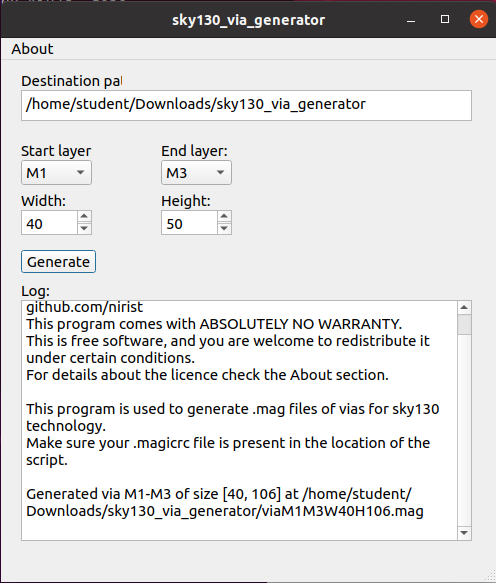 sky130_via_generator
About
Destination pat
/home/student/Downloads/sky130_via_generator
Start layer End layer:
M1 M3
Width: Height:
40 50
Generate
Log:
github.com/nirist
This program comes with ABSOLUTELY NO WARRANTY.
This is free software, and you are welcome to redistribute it
under certain conditions.
For details about the licence check the About section.
This program is used to generate .mag files of vias for sky130
technology.
Make sure your .magicrc file is present in the location of the
script.
Generated via M1-M3 of size [40, 106] at /home/student/
Downloads/sky130_via_generator/viaM1M3W40H106.mag